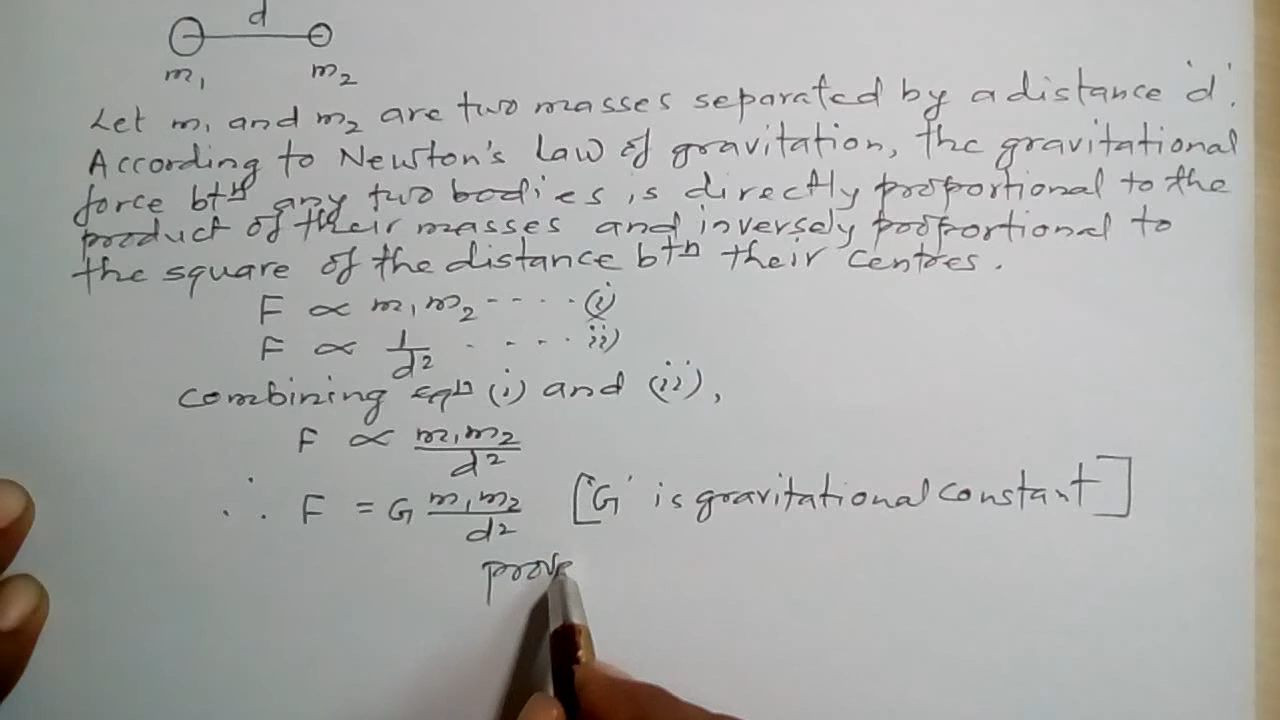 d
m₁ m₂
Let m₁ and m₂ are two masses separated by a distance 'd'.
According to Newton's Law of gravitation, the gravitational
force btⁿ any two bodies is directly proportional to the
product of their masses and inversely proportional to
the square of the distance btⁿ their centres.
F ∝ m₁m₂ ---- (i)
F ∝ 1/d² .... ii)
Combining eqⁿ (i) and (ii),
F ∝ m₁m₂/d²
∴ F = G m₁m₂/d² ['G' is gravitational constant]
prove